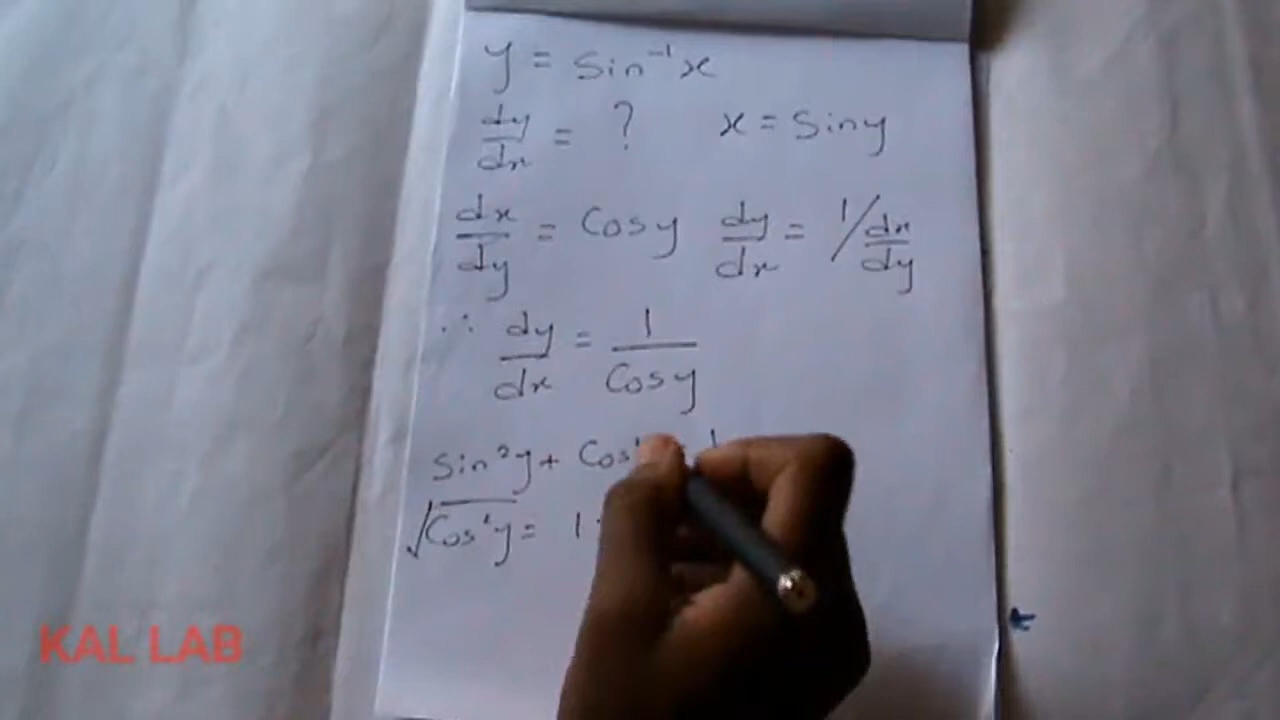 y = Sin⁻¹x
dy/dx = ? x = Siny
dx/dy = Cosy dy/dx = 1/dx/dy
∴ dy/dx = 1/Cosy
Sin²y + Cos
√Cos²y = 1
KAL LAB